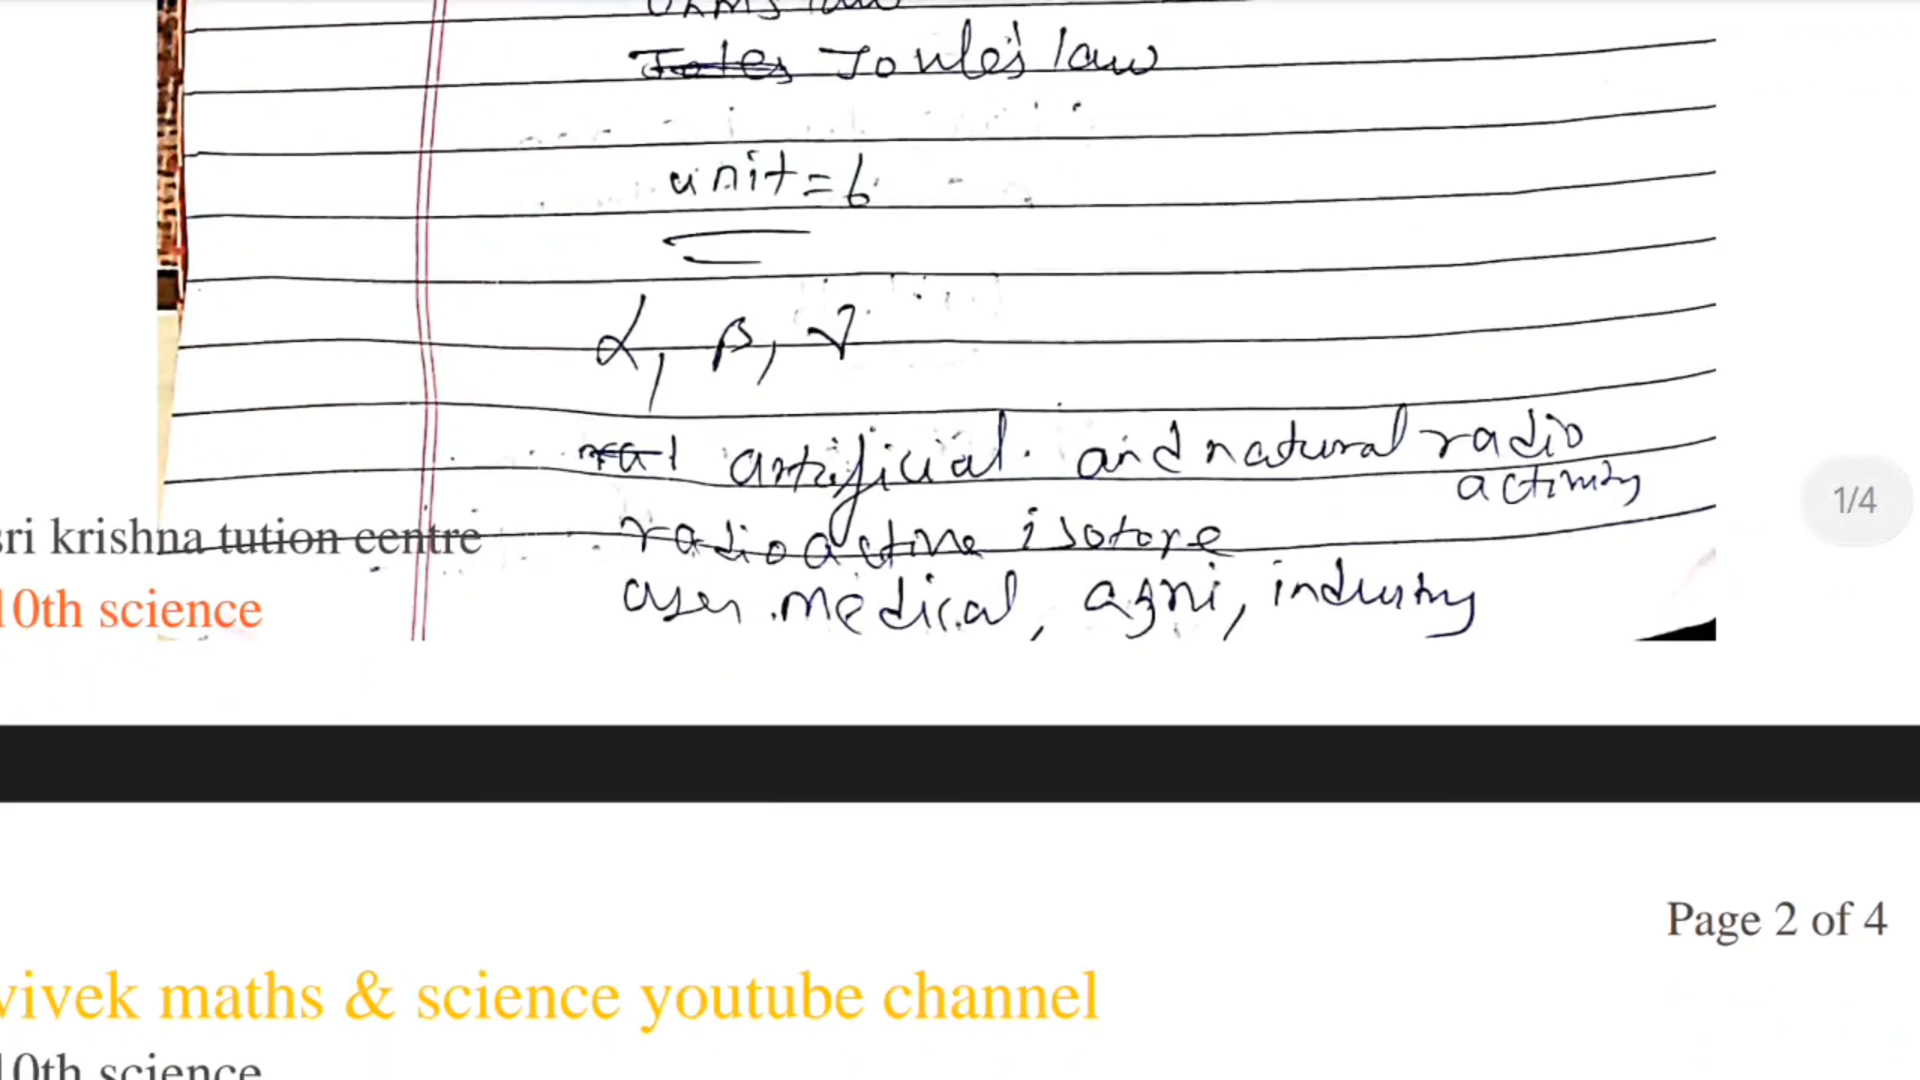 Joule's law
unit=6
α, β, γ
artificial and natural radio
activity
radioactive isotope
uses medical, agri, industry
sri krishna tution centre
10th science
1/4
Page 2 of 4
vivek maths & science youtube channel
10th science